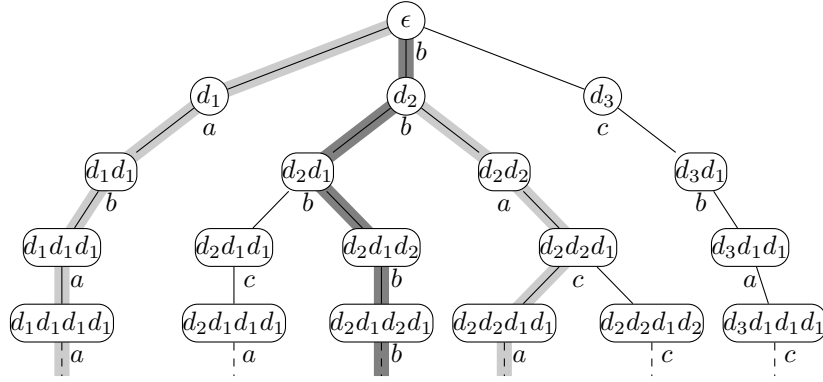 ϵ
b
d₁ d₂ d₃
a b c
d₁d₁ d₂d₁ d₂d₂ d₃d₁
b b a b
d₁d₁d₁ d₂d₁d₁ d₂d₁d₂ d₂d₂d₁ d₃d₁d₁
a c b c a
d₁d₁d₁d₁ d₂d₁d₁d₁ d₂d₁d₂d₁ d₂d₂d₁d₁ d₂d₂d₁d₂ d₃d₁d₁d₁
a a b a c c